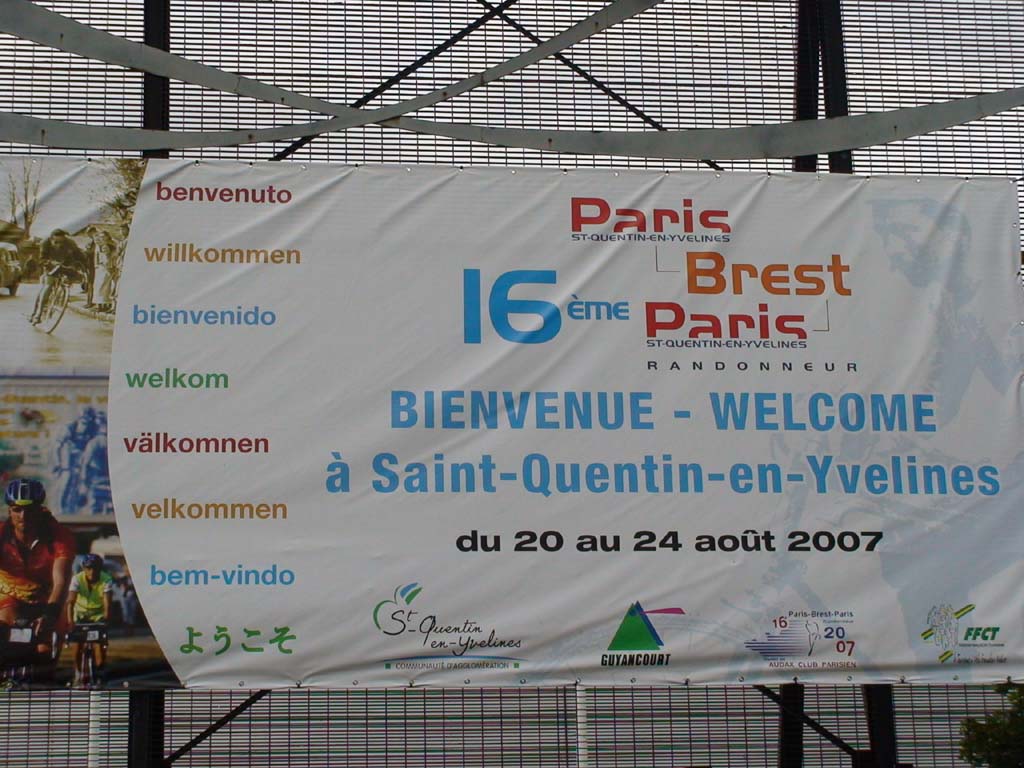 benvenuto
willkommen
bienvenido
welkom
välkomnen
velkommen
bem-vindo
ようこそ
Paris
ST-QUENTIN-EN-YVELINES
Brest
16ème
Paris
ST-QUENTIN-EN-YVELINES
RANDONNEUR
BIENVENUE - WELCOME
à Saint-Quentin-en-Yvelines
du 20 au 24 août 2007
St-Quentin
en-Yvelines
COMMUNAUTÉ D'AGGLOMÉRATION
GUYANCOURT
Paris-Brest-Paris
16 20
07
AUDAX CLUB PARISIEN
FFCT